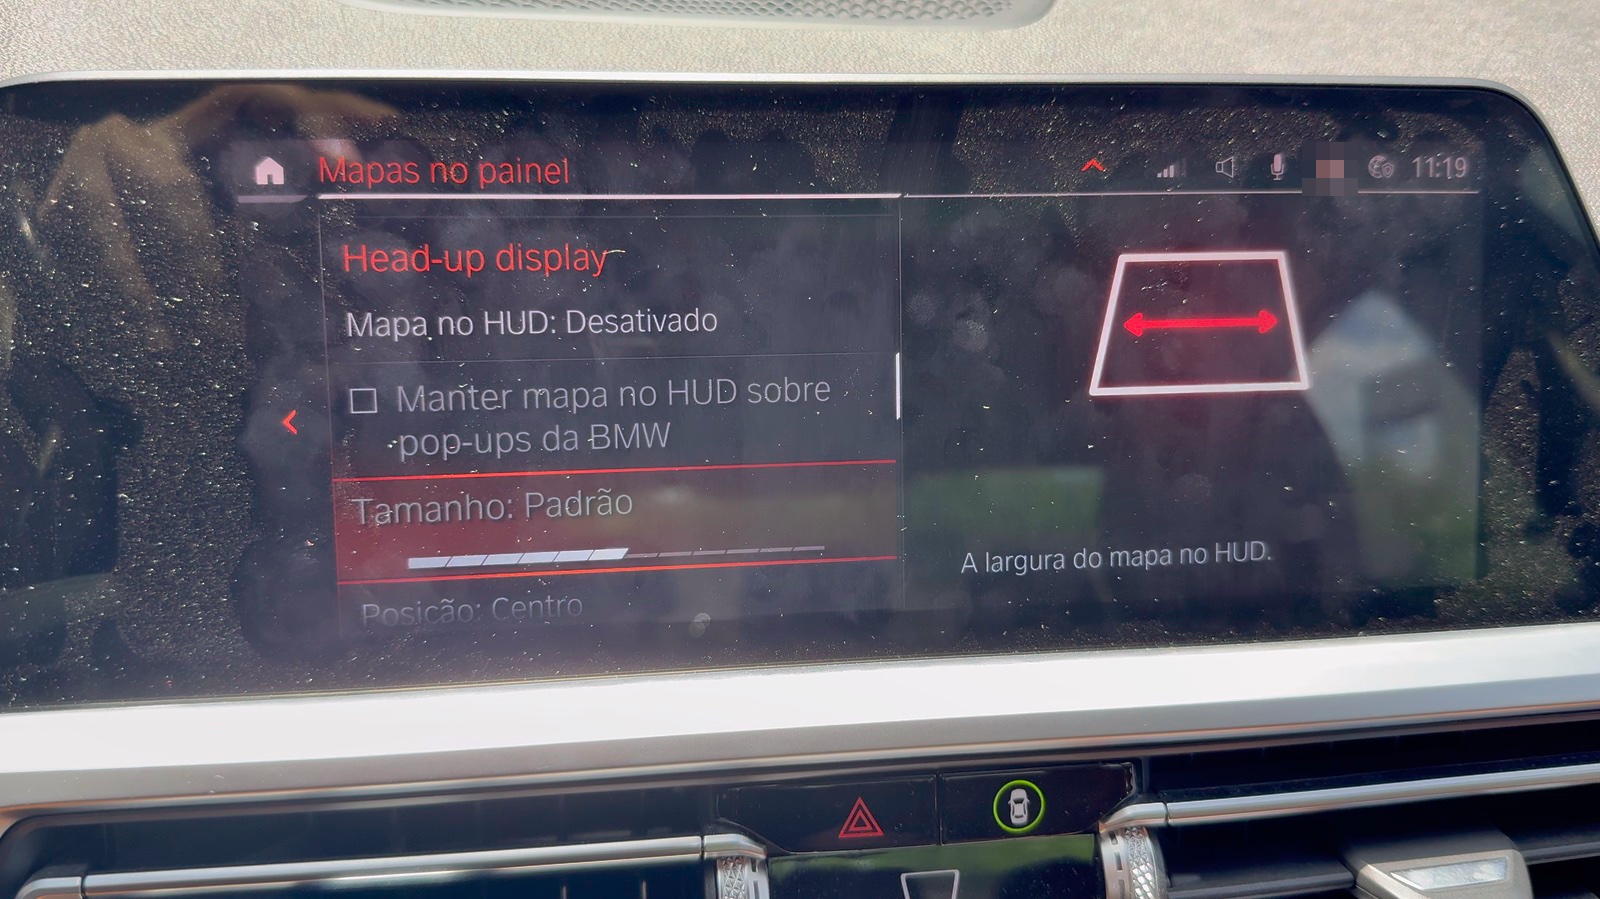 Mapas no painel
11:19
Head-up display
Mapa no HUD: Desativado
Manter mapa no HUD sobre
pop-ups da BMW
Tamanho: Padrão
Posição: Centro
A largura do mapa no HUD.